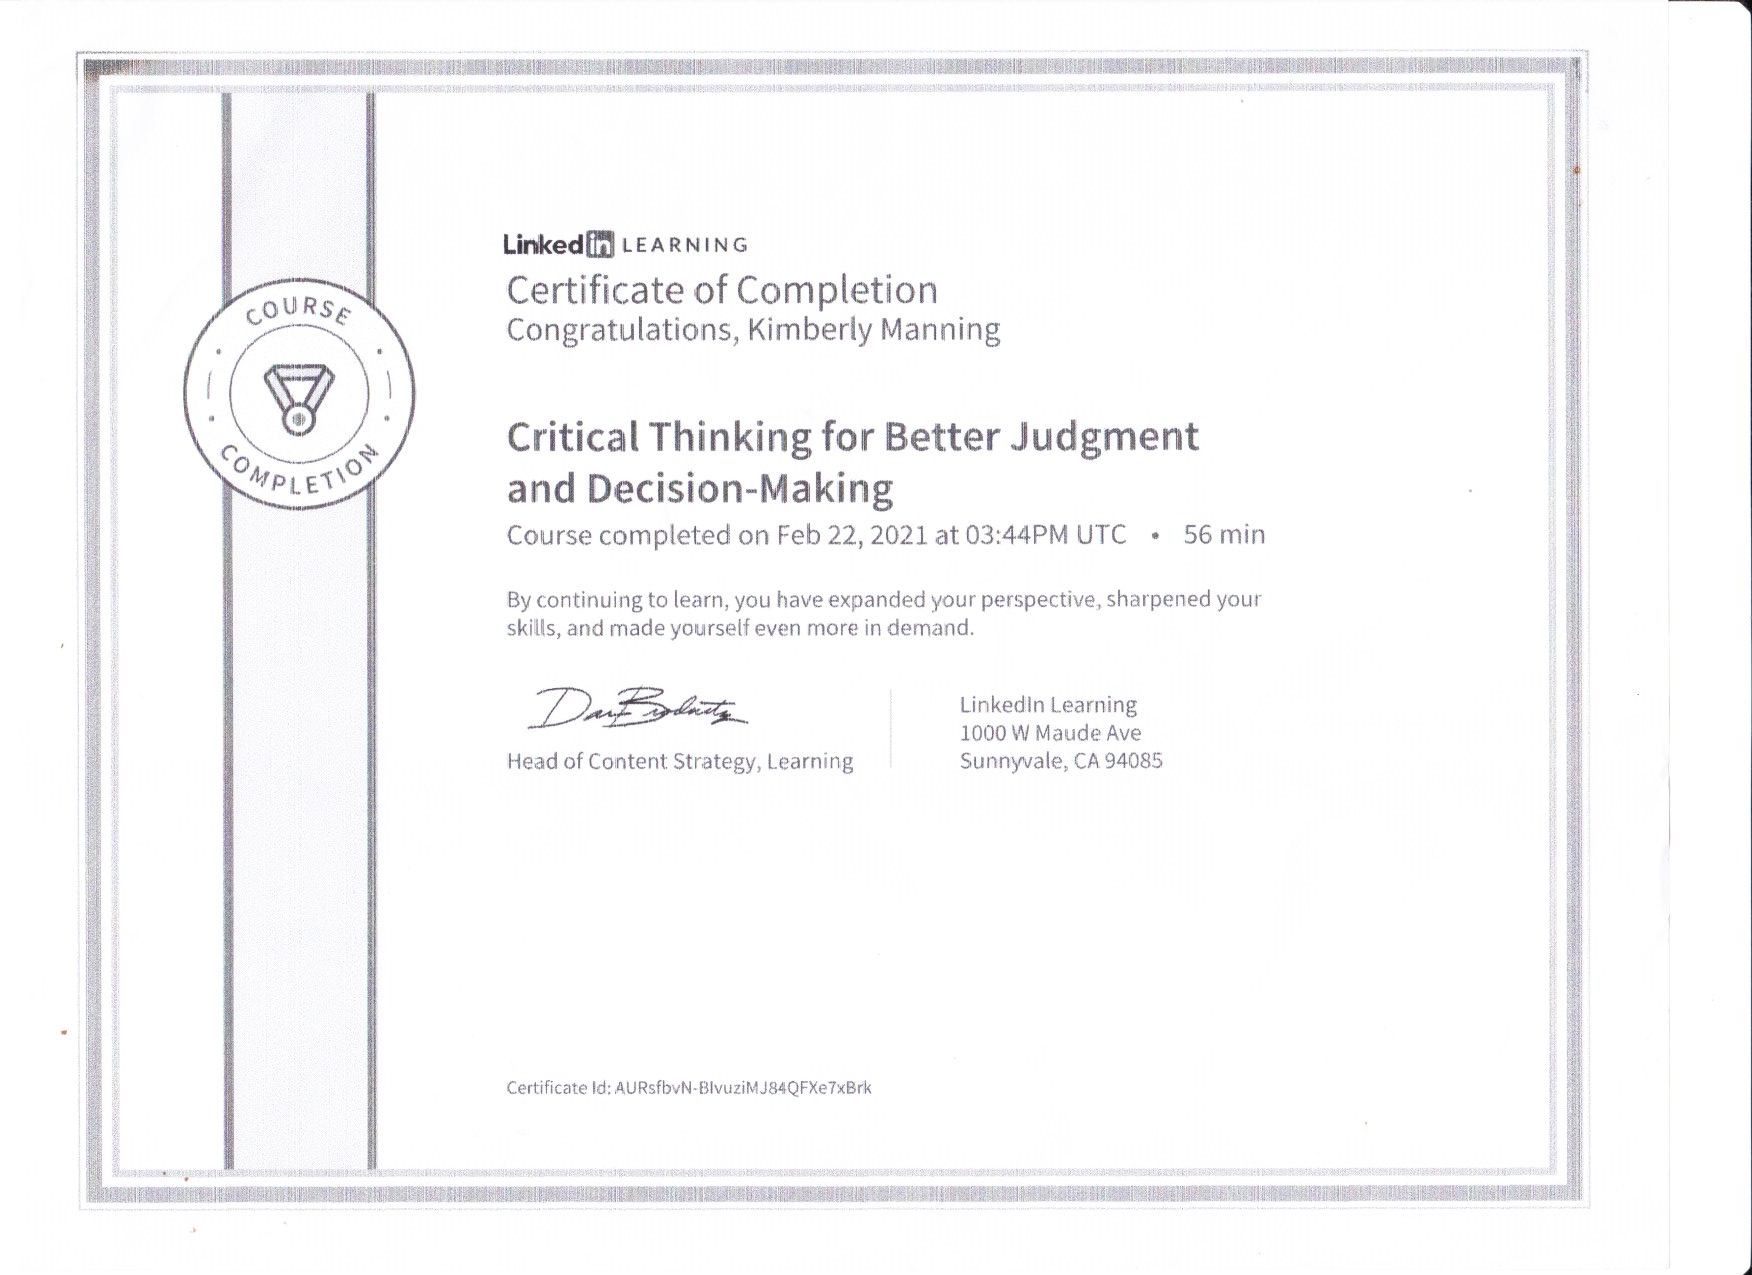 COURSE
COMPLETION
Linkedin LEARNING
Certificate of Completion
Congratulations, Kimberly Manning
Critical Thinking for Better Judgment
and Decision-Making
Course completed on Feb 22, 2021 at 03:44PM UTC • 56 min
By continuing to learn, you have expanded your perspective, sharpened your
skills, and made yourself even more in demand.
Head of Content Strategy, Learning
LinkedIn Learning
1000 W Maude Ave
Sunnyvale, CA 94085
Certificate Id: AURsfbvN-BIvuziMJ84QFXe7xBrk